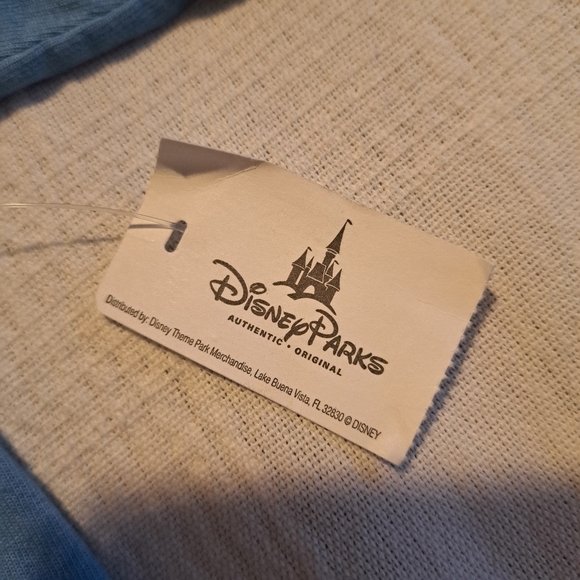 Disney Parks
AUTHENTIC • ORIGINAL
Distributed by: Disney Theme Park Merchandise, Lake Buena Vista, FL 32830 © DISNEY